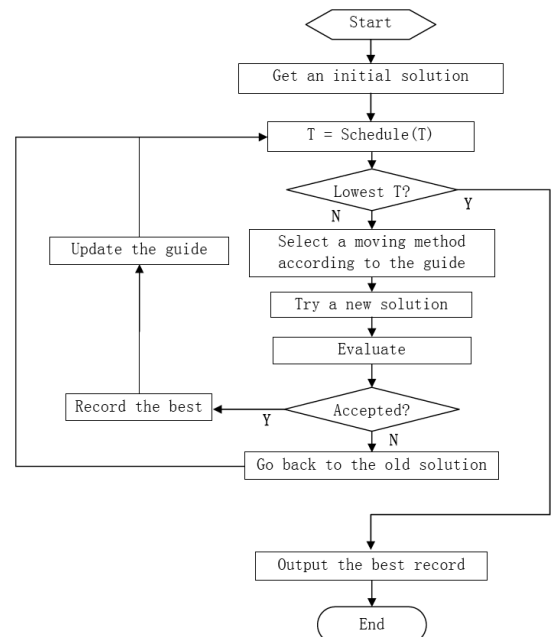 Start
Get an initial solution
T = Schedule(T)
Lowest T?
Y
N
Select a moving method
according to the guide
Update the guide
Try a new solution
Evaluate
Record the best
Accepted?
Y
N
Go back to the old solution
Output the best record
End